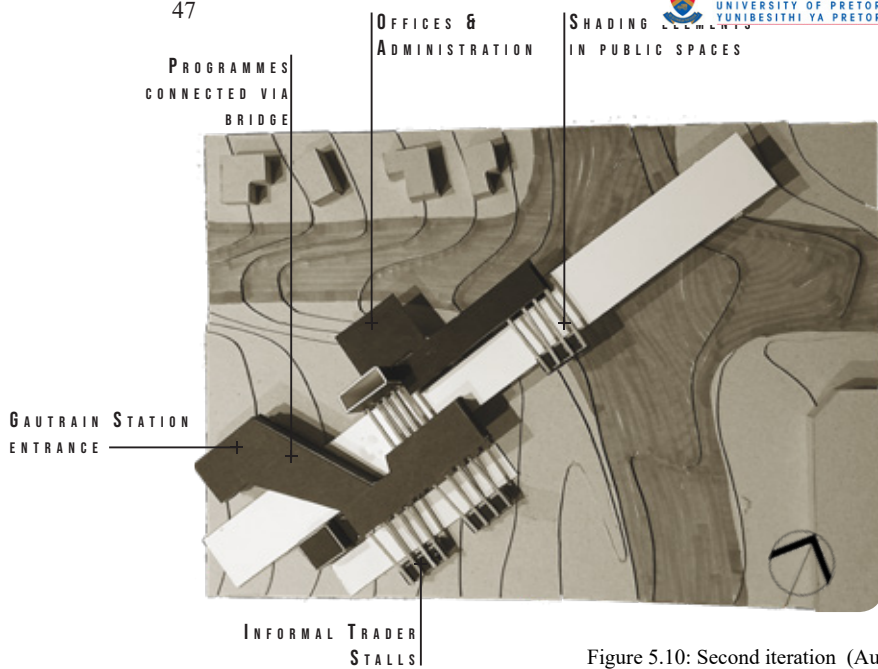 47
UNIVERSITY OF PRETOR
YUNIBESITHI YA PRETOR
OFFICES &
ADMINISTRATION
SHADING ELEMENTS
IN PUBLIC SPACES
PROGRAMMES
CONNECTED VIA
BRIDGE
GAUTRAIN STATION
ENTRANCE
INFORMAL TRADER
STALLS
Figure 5.10: Second iteration (Au